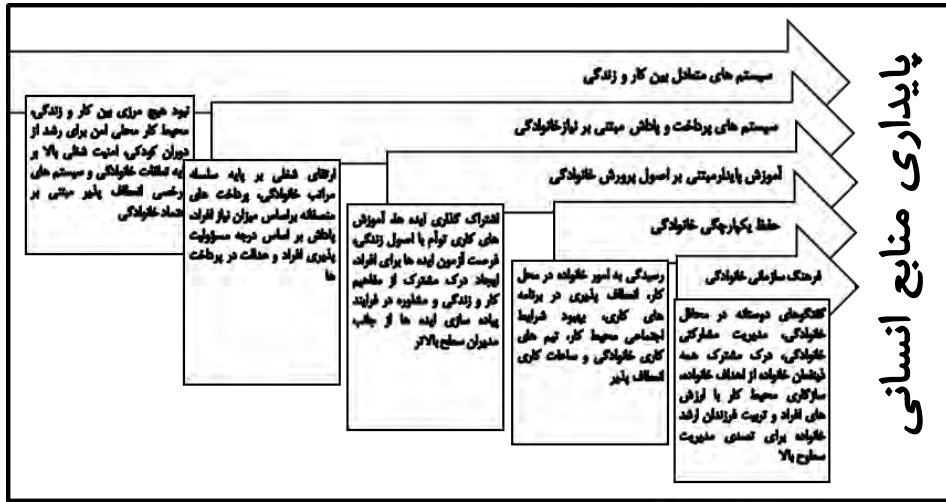 پایداری منابع انسانی
سیستم های متعادل بین کار و زندگی
نبود هیچ مرزی بین کار و زندگی،
محیط کار محلی امن برای رشد از
دوران کودکی، امنیت شغلی بالا بر
پایه تعلقات خانوادگی و سیستم های
مرخصی انعطاف پذیر مبتنی بر
اعتماد خانوادگی
سیستم های پرداخت و پاداش مبتنی بر نیازخانوادگی
ارتقای شغلی بر پایه سلسله
مراتب خانوادگی، پرداخت های
منصفانه براساس میزان نیاز افراد،
پاداش بر اساس درجه مسؤولیت
پذیری افراد و عدالت در پرداخت
ها
آموزش پایدارمبتنی بر اصول پرورش خانوادگی
اشتراک گذاری ایده ها، آموزش
های کاری توأم با اصول زندگی،
فرصت آزمون ایده ها برای افراد،
ایجاد درک مشترک از مفاهیم
کار و زندگی و مشاوره در فرایند
پیاده سازی ایده ها از جانب
مدیران سطح بالاتر
حفظ یکپارچگی خانوادگی
رسیدگی به امور خانواده در محل
کار، انعطاف پذیری در برنامه
های کاری، بهبود شرایط
اجتماعی محیط کار، تیم های
کاری خانوادگی و ساعات کاری
انعطاف پذیر
فرهنگ سازمانی خانوادگی
گفتگوهای دوستانه در محافل
خانوادگی، مدیریت مشارکتی
خانوادگی، درک مشترک همه
ذینفعان خانواده از اهداف خانواده،
سازگاری محیط کار با ارزش
های افراد و تربیت فرزندان ارشد
خانواده برای تصدی مدیریت
سطوح بالا